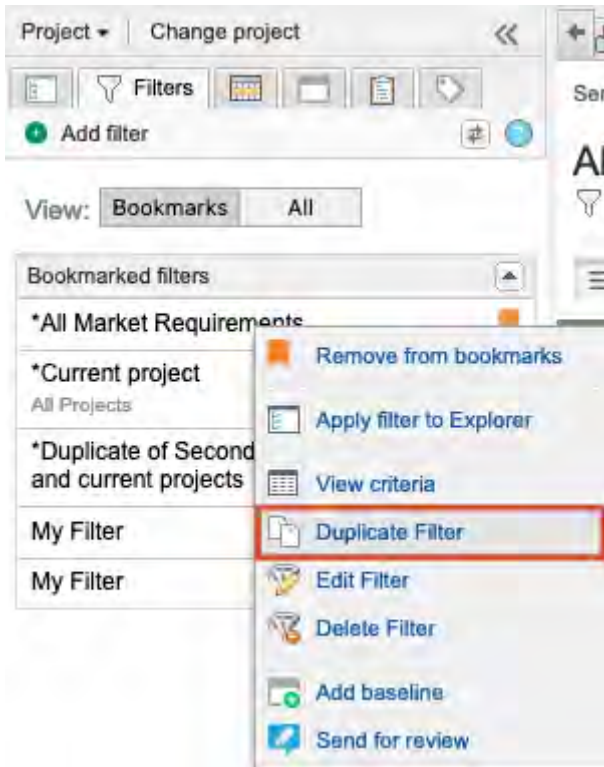 Project Change project
Filters
Add filter
Ser
View: Bookmarks All
Bookmarked filters
*All Market Requirements
Remove from bookmarks
*Current project
All Projects
Apply filter to Explorer
*Duplicate of Second
and current projects
View criteria
My Filter
Duplicate Filter
My Filter
Edit Filter
Delete Filter
Add baseline
Send for review